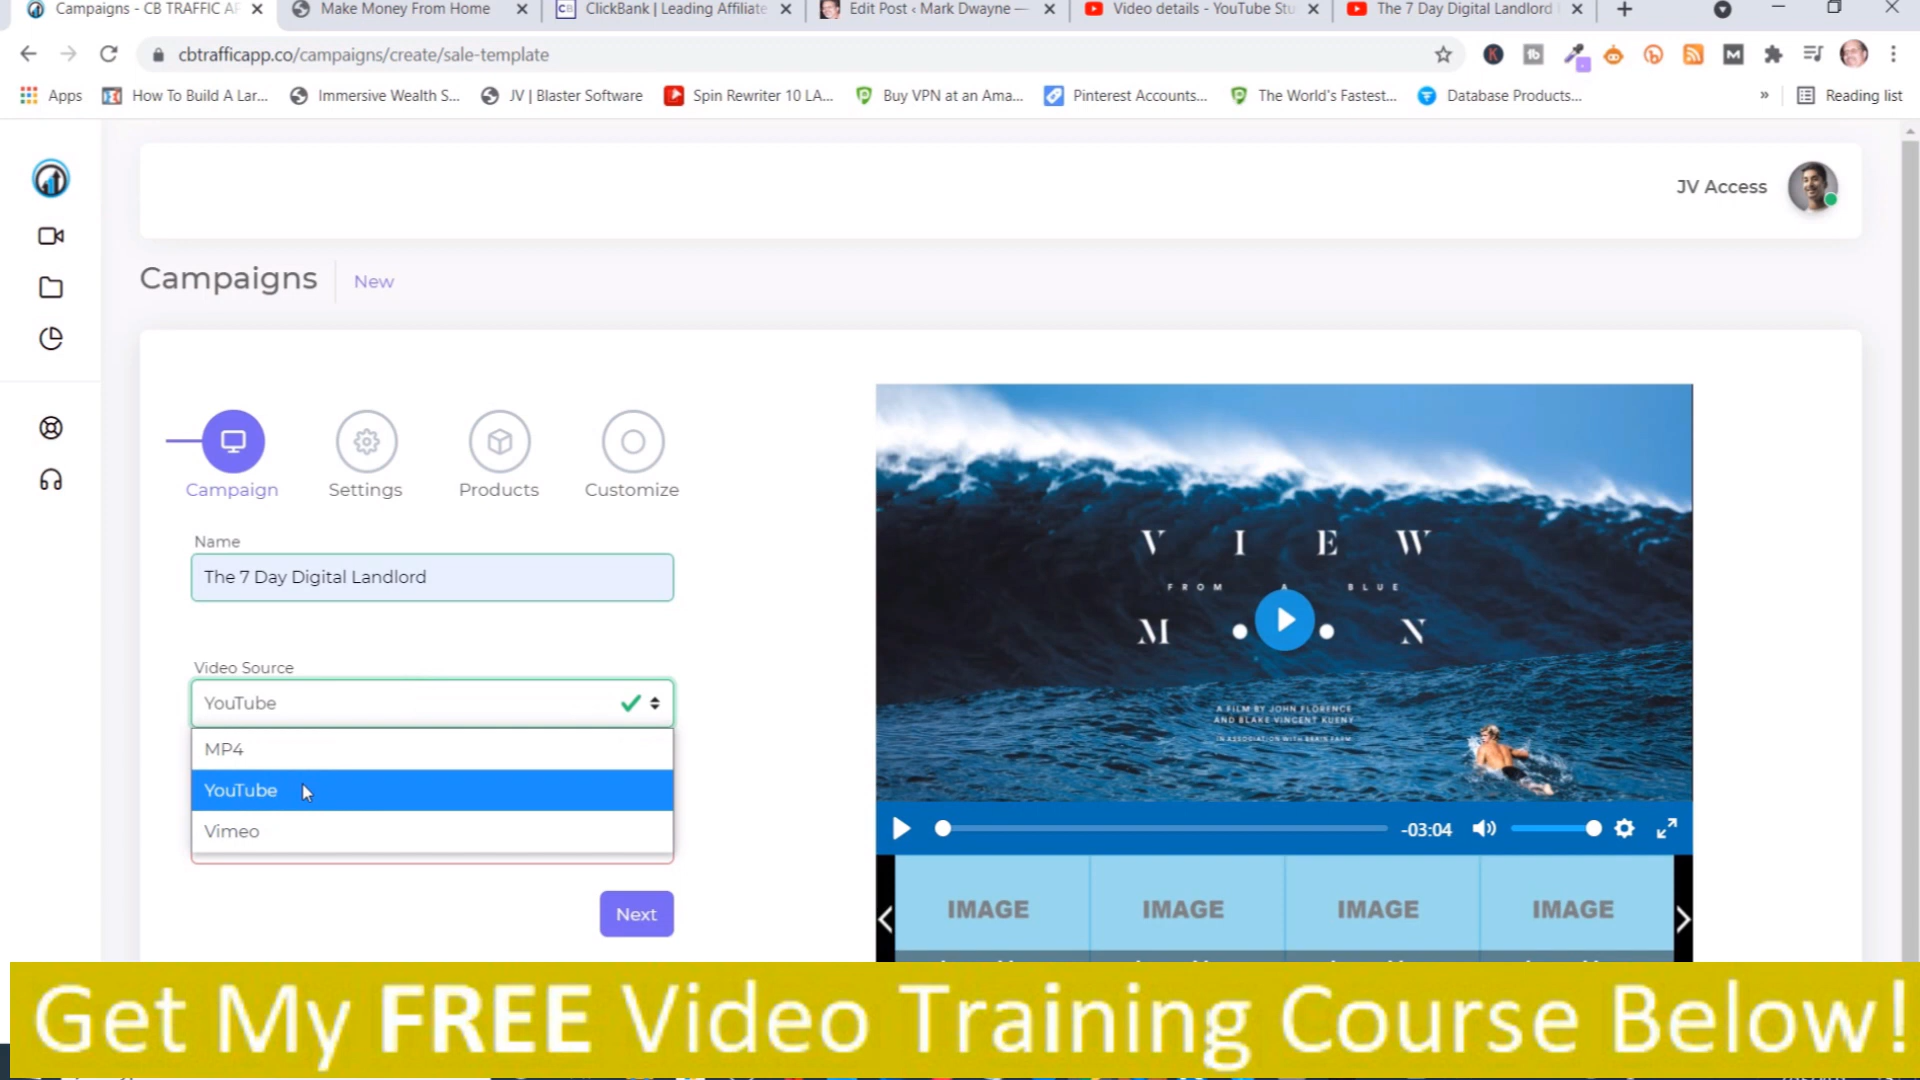 Campaigns - CB TRAFFIC AP
Make Money From Home
CB
ClickBank | Leading Affiliate
Edit Post ‹ Mark Dwayne —
Video details - YouTube Stu
The 7 Day Digital Landlord
cbtrafficapp.co/campaigns/create/sale-template
Apps
How To Build A Lar...
Immersive Wealth S...
JV | Blaster Software
Spin Rewriter 10 LA...
Buy VPN at an Ama...
Pinterest Accounts...
The World's Fastest...
Database Products...
»
Reading list
JV Access
Campaigns
New
Campaign
Settings
Products
Customize
Name
The 7 Day Digital Landlord
Video Source
YouTube
MP4
YouTube
Vimeo
Next
VIEW
FROM A BLUE
MOON
A FILM BY JOHN FLORENCE
AND BLAKE VINCENT KUENY
IN ASSOCIATION WITH BRAIN FARM
-03:04
IMAGE
IMAGE
IMAGE
IMAGE
Get My FREE Video Training Course Below!